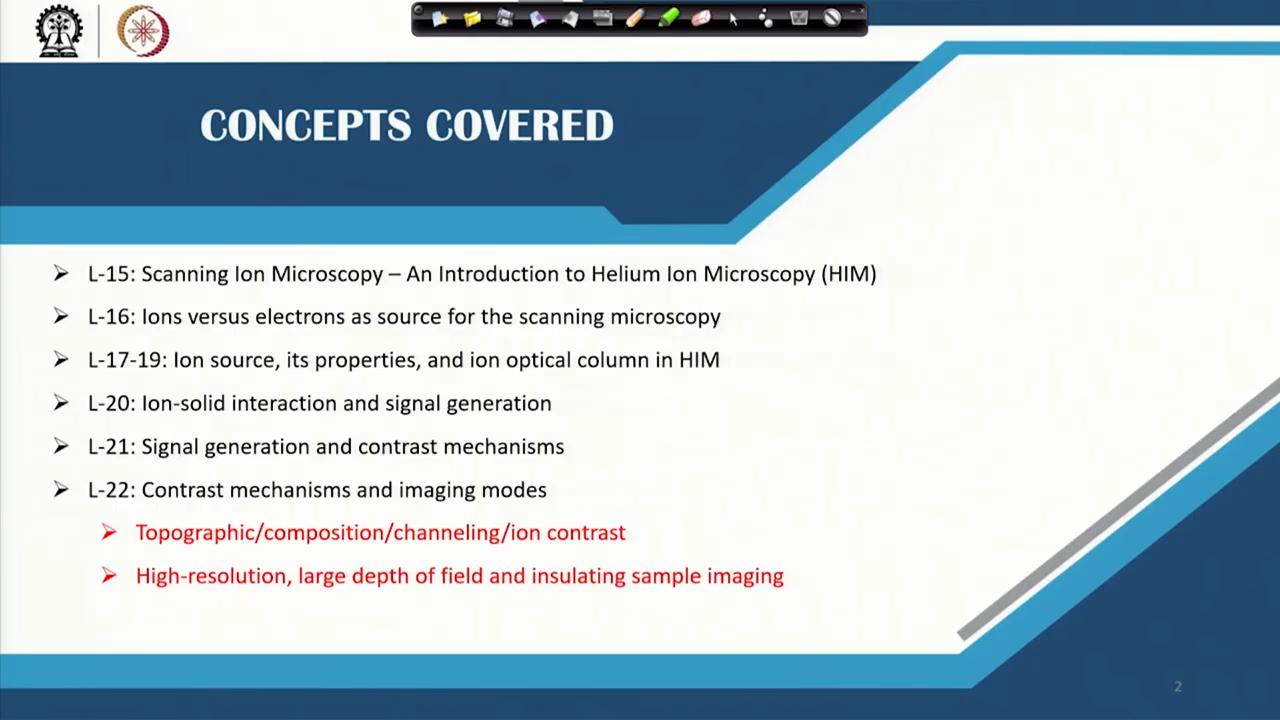 CONCEPTS COVERED
➢ L-15: Scanning Ion Microscopy – An Introduction to Helium Ion Microscopy (HIM)
➢ L-16: Ions versus electrons as source for the scanning microscopy
➢ L-17-19: Ion source, its properties, and ion optical column in HIM
➢ L-20: Ion-solid interaction and signal generation
➢ L-21: Signal generation and contrast mechanisms
➢ L-22: Contrast mechanisms and imaging modes
➢ Topographic/composition/channeling/ion contrast
➢ High-resolution, large depth of field and insulating sample imaging
2